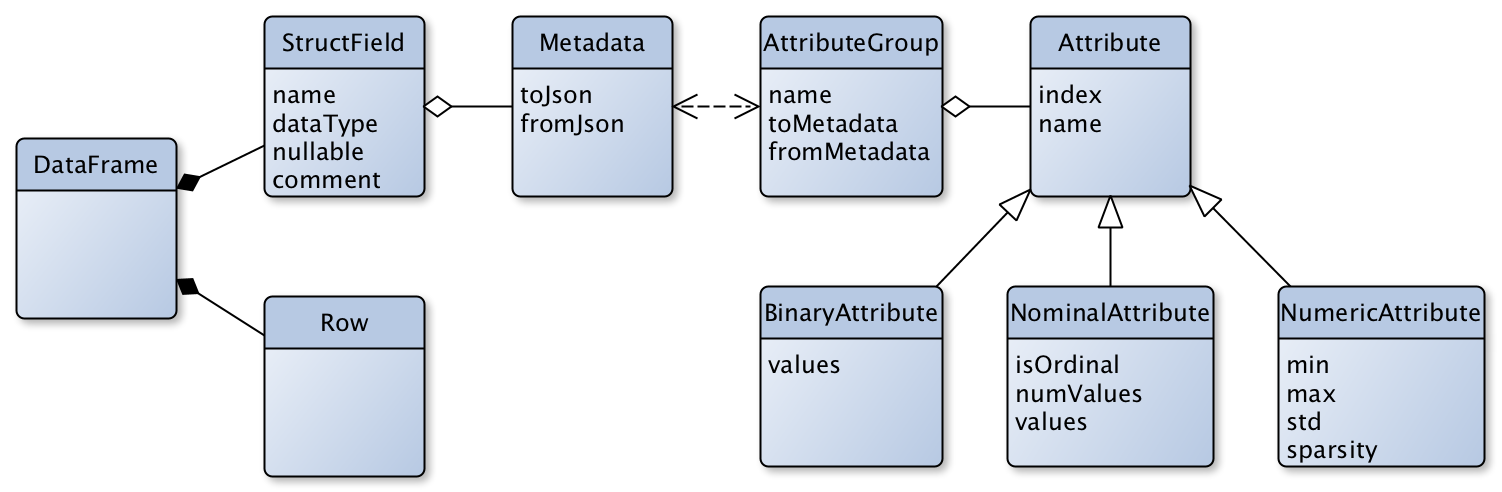 StructField
name
dataType
nullable
comment
Metadata
toJson
fromJson
AttributeGroup
name
toMetadata
fromMetadata
Attribute
index
name
DataFrame
Row
BinaryAttribute
values
NominalAttribute
isOrdinal
numValues
values
NumericAttribute
min
max
std
sparsity